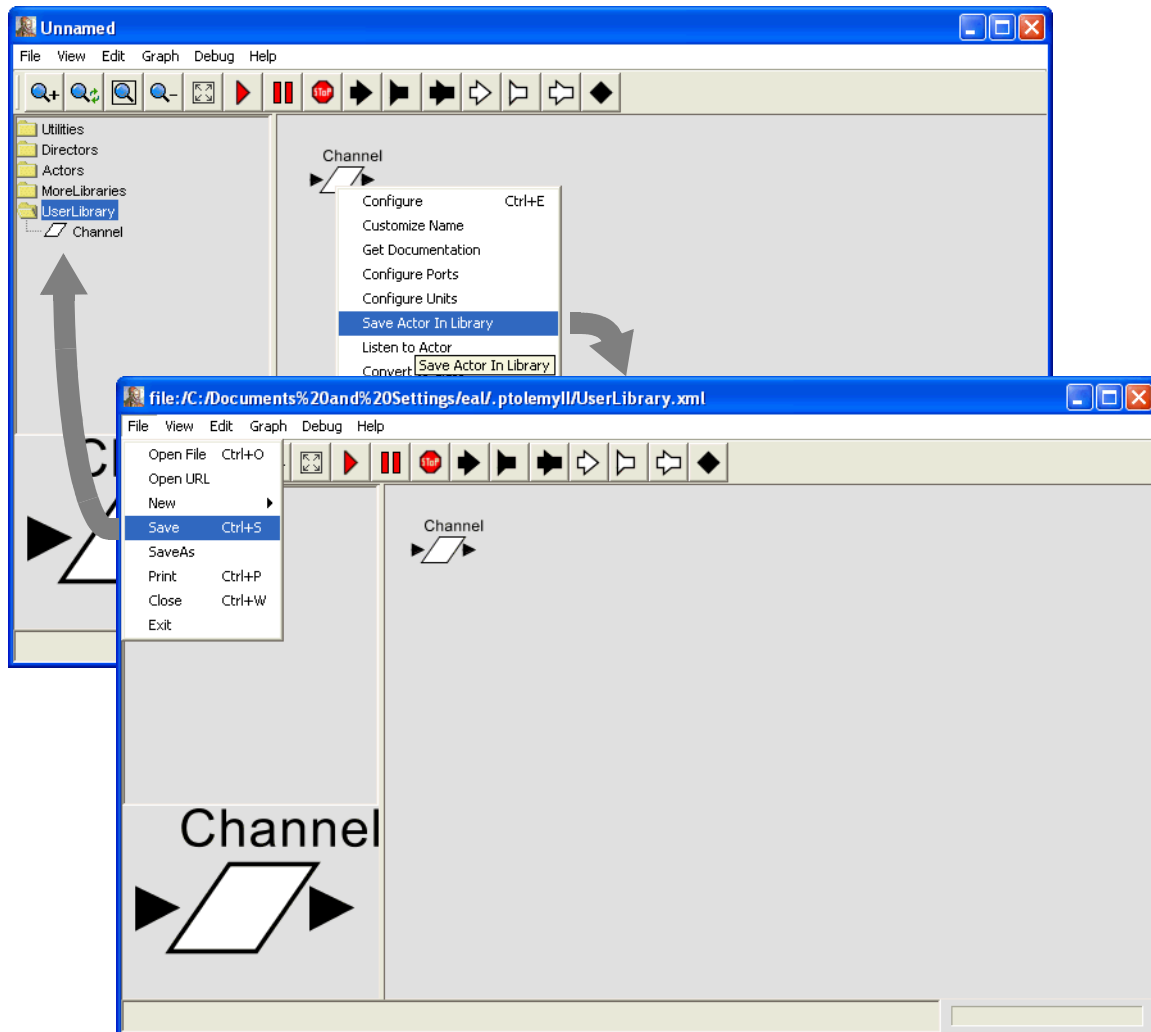 Unnamed
File View Edit Graph Debug Help
STOP
Utilities
Directors
Actors
MoreLibraries
UserLibrary
Channel
Channel
Configure Ctrl+E
Customize Name
Get Documentation
Configure Ports
Configure Units
Save Actor In Library
Listen to Actor
Save Actor In Library
Convert
file:/C:/Documents%20and%20Settings/eal/.ptolemyII/UserLibrary.xml
File View Edit Graph Debug Help
STOP
Open File Ctrl+O
Open URL
New
Save Ctrl+S
SaveAs
Print Ctrl+P
Close Ctrl+W
Exit
Channel
Channel